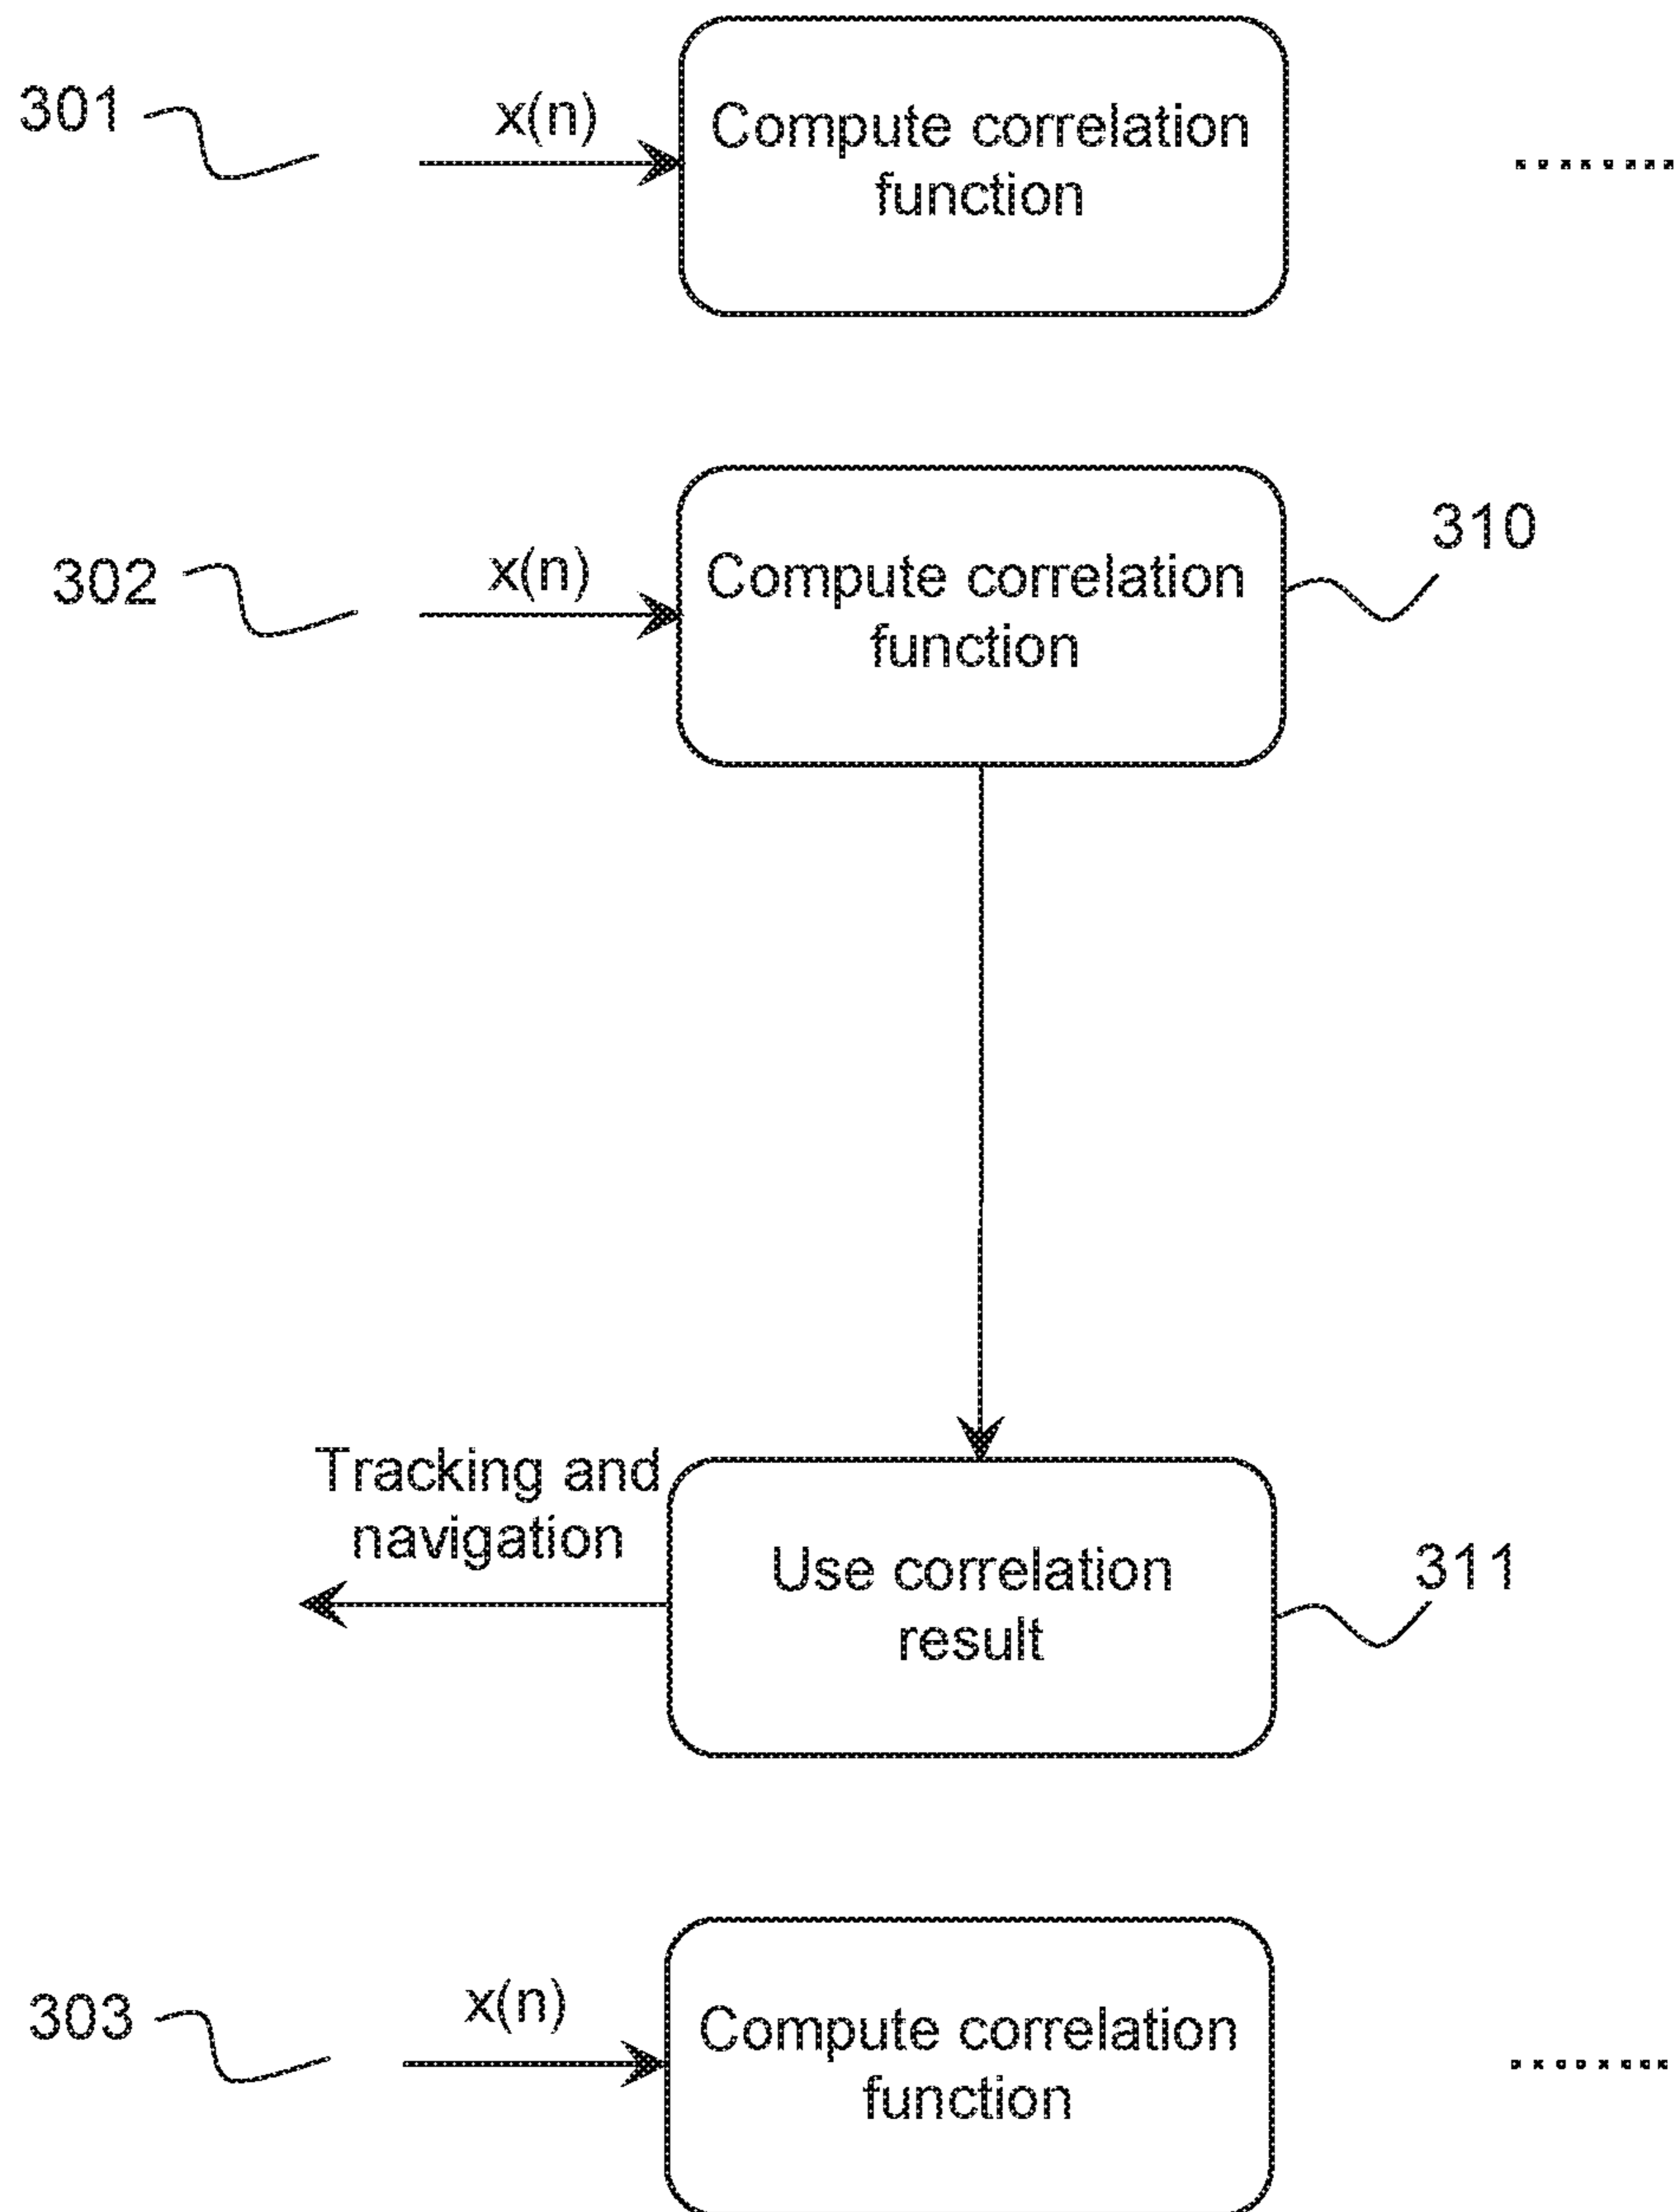 301
x(n)
Compute correlation
function
302
x(n)
Compute correlation
function
310
Tracking and
navigation
Use correlation
result
311
303
x(n)
Compute correlation
function